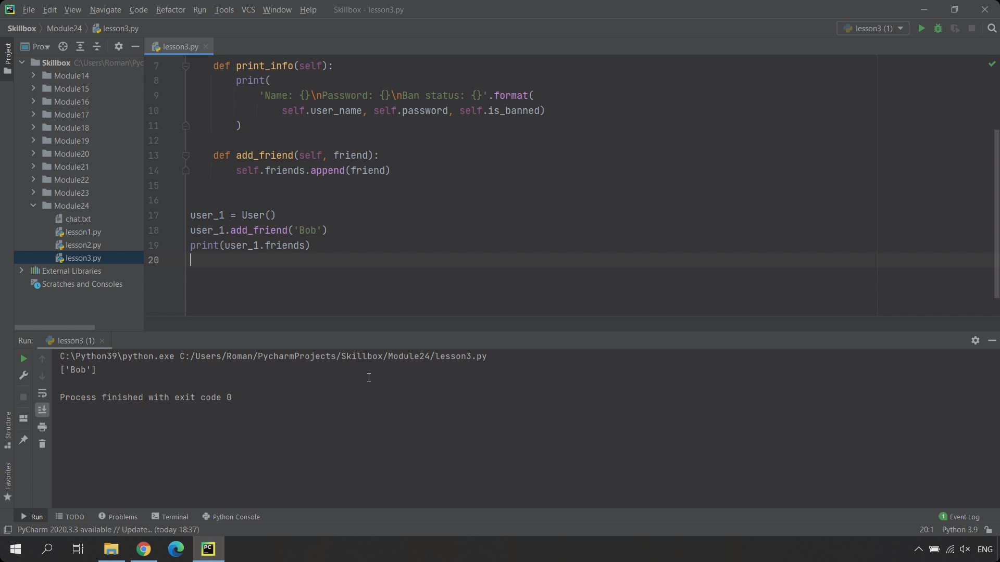 PC File Edit View Navigate Code Refactor Run Tools VCS Window Help Skillbox - lesson3.py
Skillbox Module24 lesson3.py lesson3 (1)
Project
Pro... lesson3.py
Skillbox C:\Users\Roman\Pyc
Module14
Module15
Module16
Module17
Module18
Module19
Module20
Module21
Module22
Module23
Module24
chat.txt
lesson1.py
lesson2.py
lesson3.py
External Libraries
Scratches and Consoles
7 def print_info(self):
8 print(
9 'Name: {}\nPassword: {}\nBan status: {}'.format(
10 self.user_name, self.password, self.is_banned)
11 )
12
13 def add_friend(self, friend):
14 self.friends.append(friend)
15
16
17 user_1 = User()
18 user_1.add_friend('Bob')
19 print(user_1.friends)
20
Run: lesson3 (1)
C:\Python39\python.exe C:/Users/Roman/PycharmProjects/Skillbox/Module24/lesson3.py
['Bob']
Process finished with exit code 0
Structure
Favorites
Run TODO Problems Terminal Python Console 1 Event Log
PyCharm 2020.3.3 available // Update... (today 18:37) 20:1 Python 3.9
PC ENG